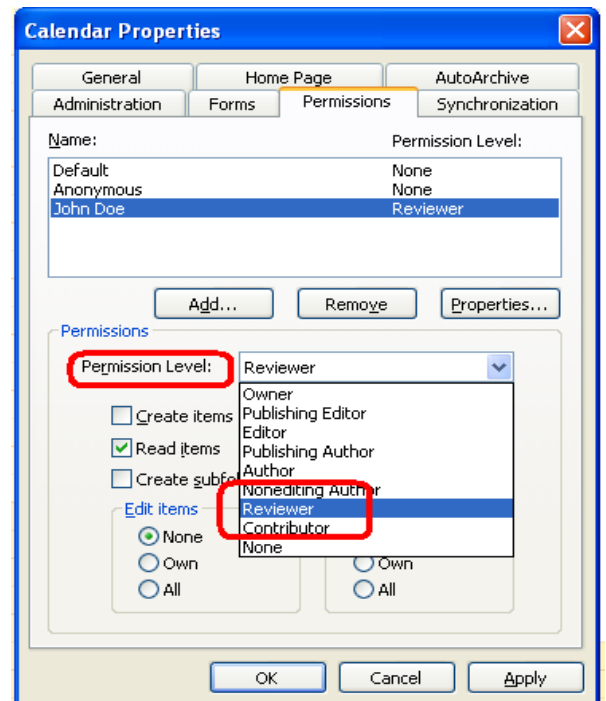 Calendar Properties
General Home Page AutoArchive
Administration Forms Permissions Synchronization
Name: Permission Level:
Default None
Anonymous None
John Doe Reviewer
Add... Remove Properties...
Permissions
Permission Level: Reviewer
Owner
Create items Publishing Editor
Editor
Read items Publishing Author
Author
Create subfol
Nonediting Author
Edit items Reviewer
Contributor
None None
Own Own
All All
OK Cancel Apply